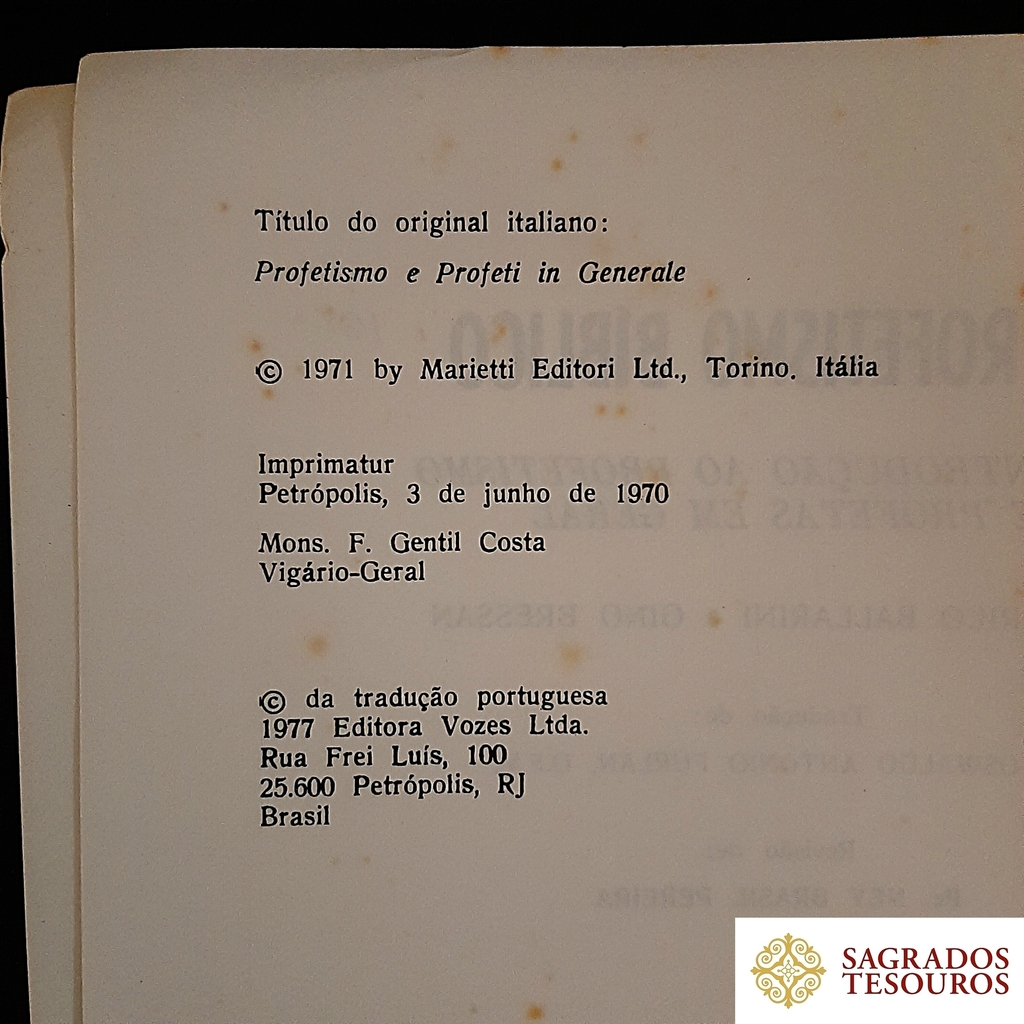 Título do original italiano:
Profetismo e Profeti in Generale
© 1971 by Marietti Editori Ltd., Torino. Itália
Imprimatur
Petrópolis, 3 de junho de 1970
Mons. F. Gentil Costa
Vigário-Geral
© da tradução portuguesa
1977 Editora Vozes Ltda.
Rua Frei Luís, 100
25.600 Petrópolis, RJ
Brasil
SAGRADOS
TESOUROS